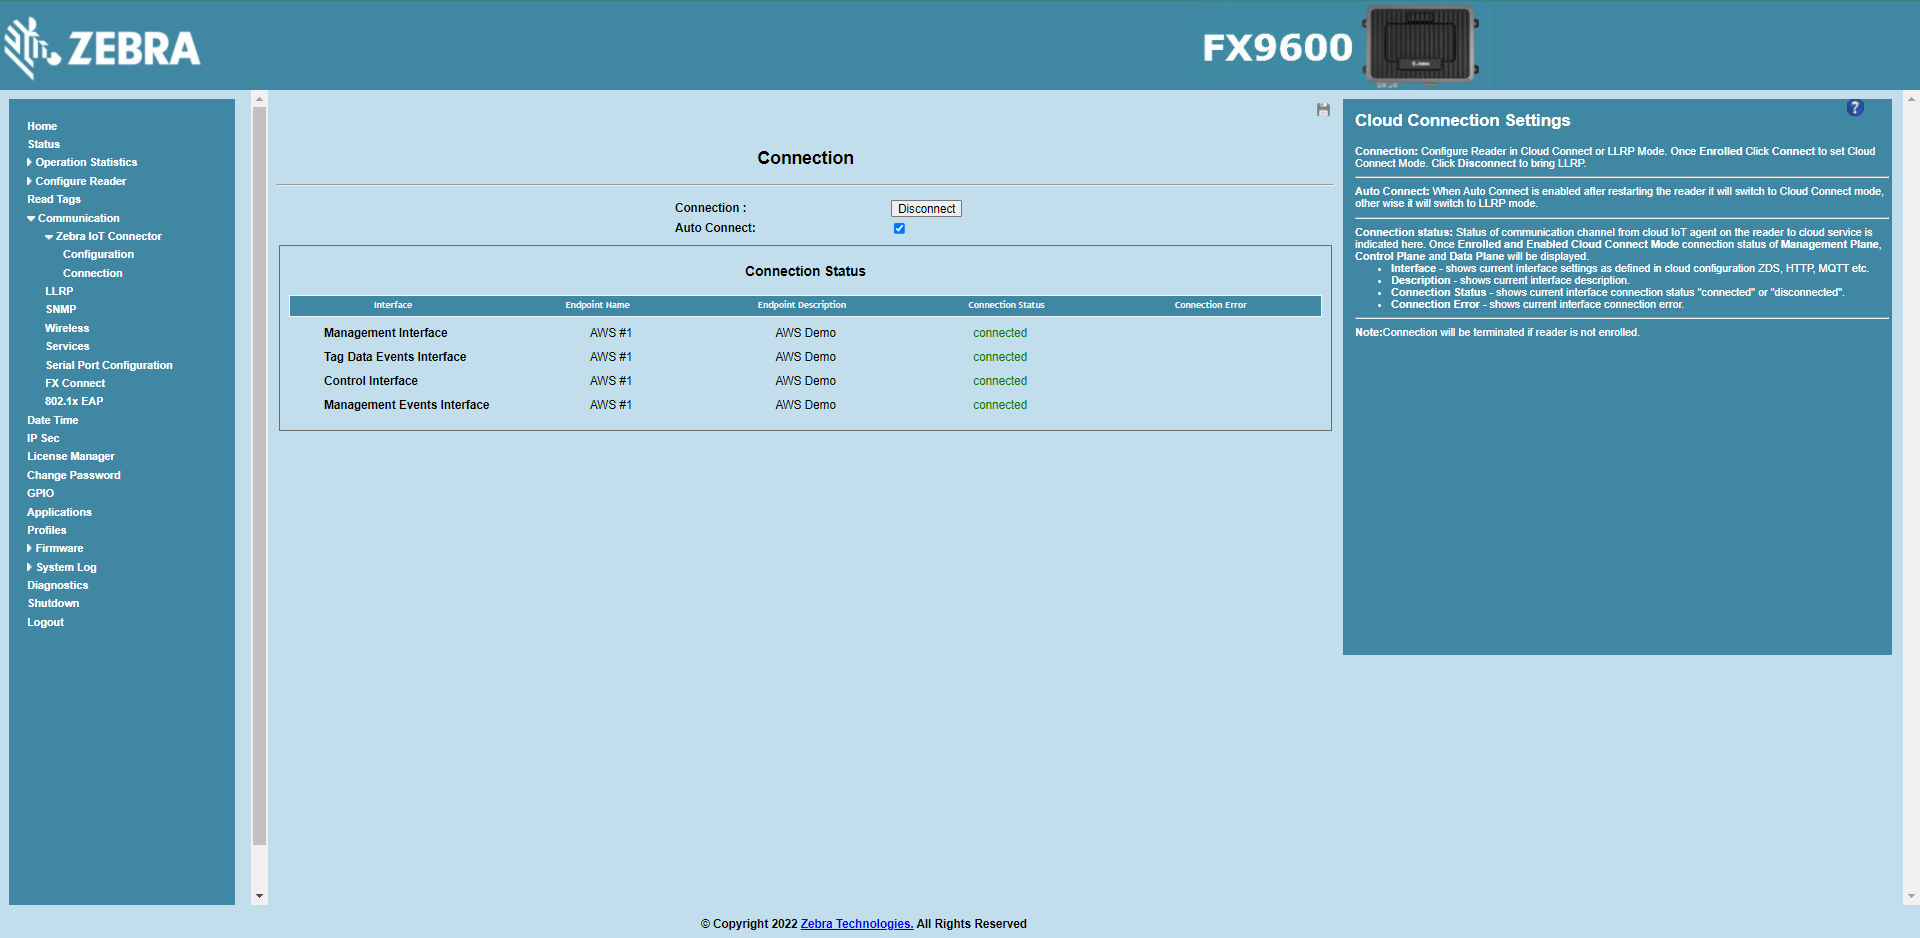 ZEBRA
FX9600
Home
Status
Operation Statistics
Configure Reader
Read Tags
Communication
Zebra IoT Connector
Configuration
Connection
LLRP
SNMP
Wireless
Services
Serial Port Configuration
FX Connect
802.1x EAP
Date Time
IP Sec
License Manager
Change Password
GPIO
Applications
Profiles
Firmware
System Log
Diagnostics
Shutdown
Logout
Connection
Connection : Disconnect
Auto Connect:
Connection Status
Interface Endpoint Name Endpoint Description Connection Status Connection Error
Management Interface AWS #1 AWS Demo connected
Tag Data Events Interface AWS #1 AWS Demo connected
Control Interface AWS #1 AWS Demo connected
Management Events Interface AWS #1 AWS Demo connected
?
Cloud Connection Settings
Connection: Configure Reader in Cloud Connect or LLRP Mode. Once Enrolled Click Connect to set Cloud
Connect Mode. Click Disconnect to bring LLRP.
Auto Connect: When Auto Connect is enabled after restarting the reader it will switch to Cloud Connect mode,
other wise it will switch to LLRP mode.
Connection status: Status of communication channel from cloud IoT agent on the reader to cloud service is
indicated here. Once Enrolled and Enabled Cloud Connect Mode connection status of Management Plane,
Control Plane and Data Plane will be displayed.
• Interface - shows current interface settings as defined in cloud configuration ZDS, HTTP, MQTT etc.
• Description - shows current interface description.
• Connection Status - shows current interface connection status "connected" or "disconnected".
• Connection Error - shows current interface connection error.
Note:Connection will be terminated if reader is not enrolled.
© Copyright 2022 Zebra Technologies. All Rights Reserved